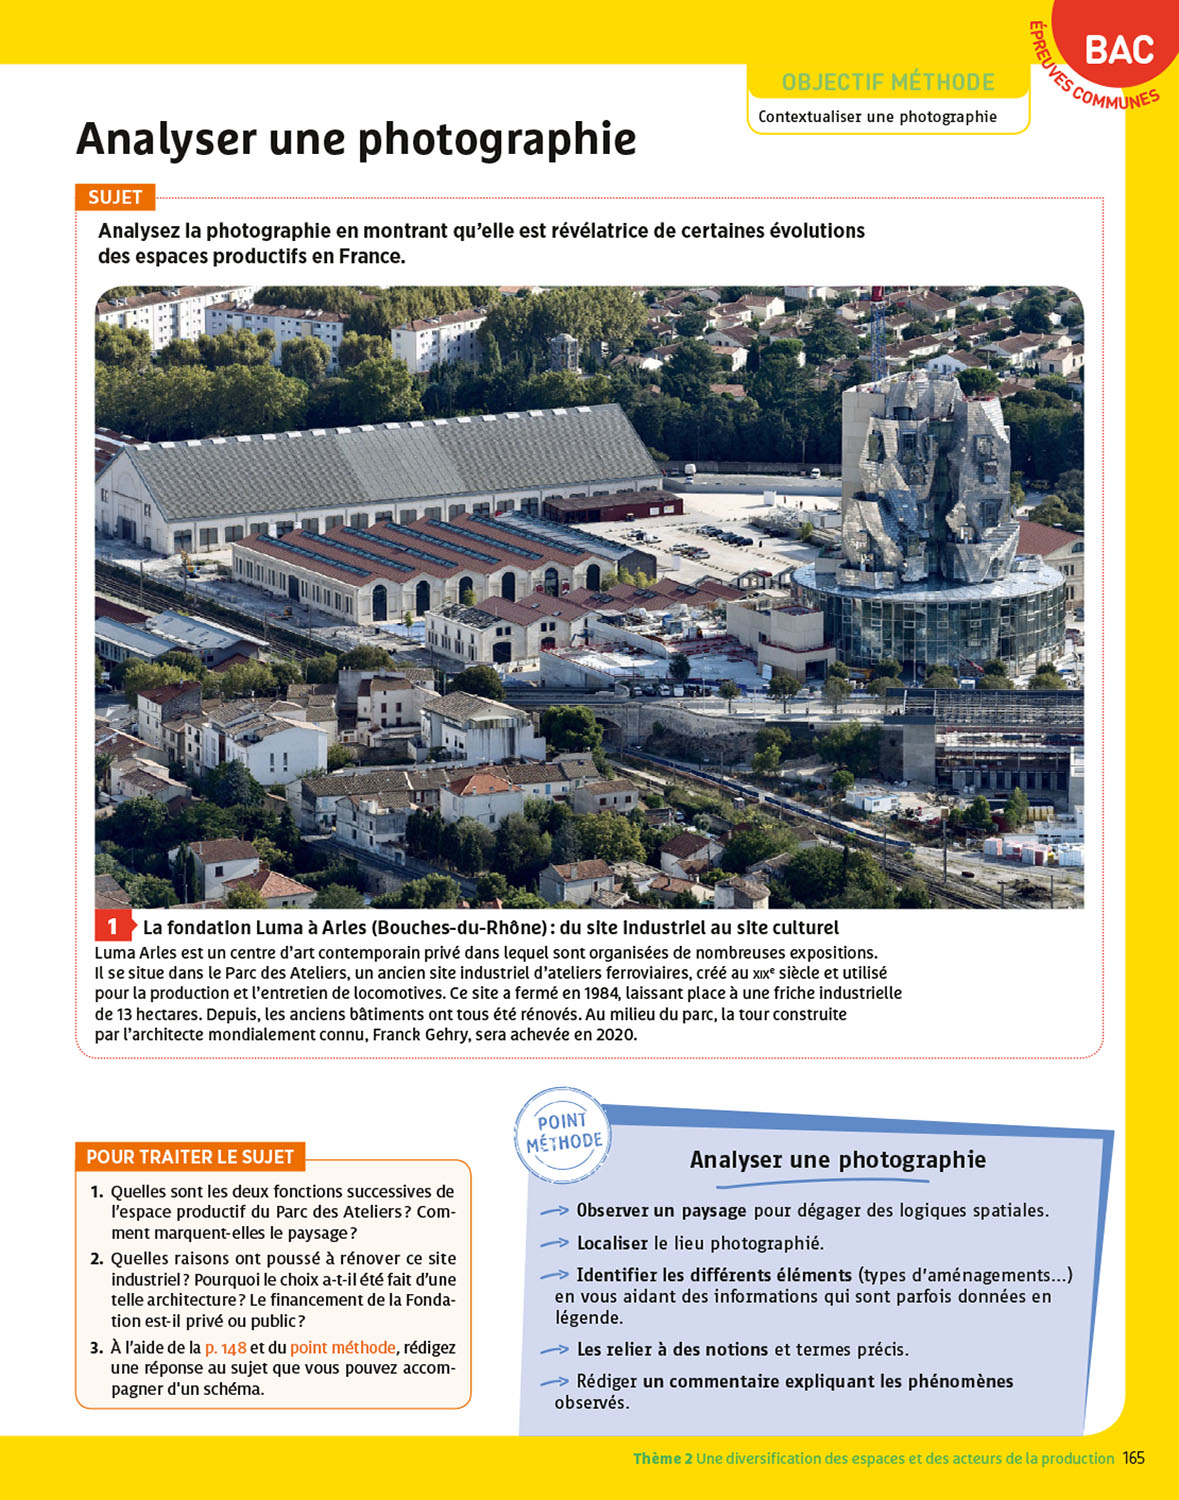 BAC
ÉPREUVES COMMUNES
OBJECTIF MÉTHODE
Contextualiser une photographie
Analyser une photographie
SUJET
Analysez la photographie en montrant qu'elle est révélatrice de certaines évolutions
des espaces productifs en France.
1 La fondation Luma à Arles (Bouches-du-Rhône) : du site industriel au site culturel
Luma Arles est un centre d'art contemporain privé dans lequel sont organisées de nombreuses expositions.
Il se situe dans le Parc des Ateliers, un ancien site industriel d'ateliers ferroviaires, créé au XIXe siècle et utilisé
pour la production et l'entretien de locomotives. Ce site a fermé en 1984, laissant place à une friche industrielle
de 13 hectares. Depuis, les anciens bâtiments ont tous été rénovés. Au milieu du parc, la tour construite
par l'architecte mondialement connu, Franck Gehry, sera achevée en 2020.
POUR TRAITER LE SUJET
1. Quelles sont les deux fonctions successives de
l'espace productif du Parc des Ateliers ? Com-
ment marquent-elles le paysage ?
2. Quelles raisons ont poussé à rénover ce site
industriel ? Pourquoi le choix a-t-il été fait d'une
telle architecture ? Le financement de la Fonda-
tion est-il privé ou public ?
3. À l'aide de la p. 148 et du point méthode, rédigez
une réponse au sujet que vous pouvez accom-
pagner d'un schéma.
POINT
MÉTHODE
Analyser une photographie
Observer un paysage pour dégager des logiques spatiales.
Localiser le lieu photographié.
Identifier les différents éléments (types d'aménagements...)
en vous aidant des informations qui sont parfois données en
légende.
Les relier à des notions et termes précis.
Rédiger un commentaire expliquant les phénomènes
observés.
Thème 2 Une diversification des espaces et des acteurs de la production 165